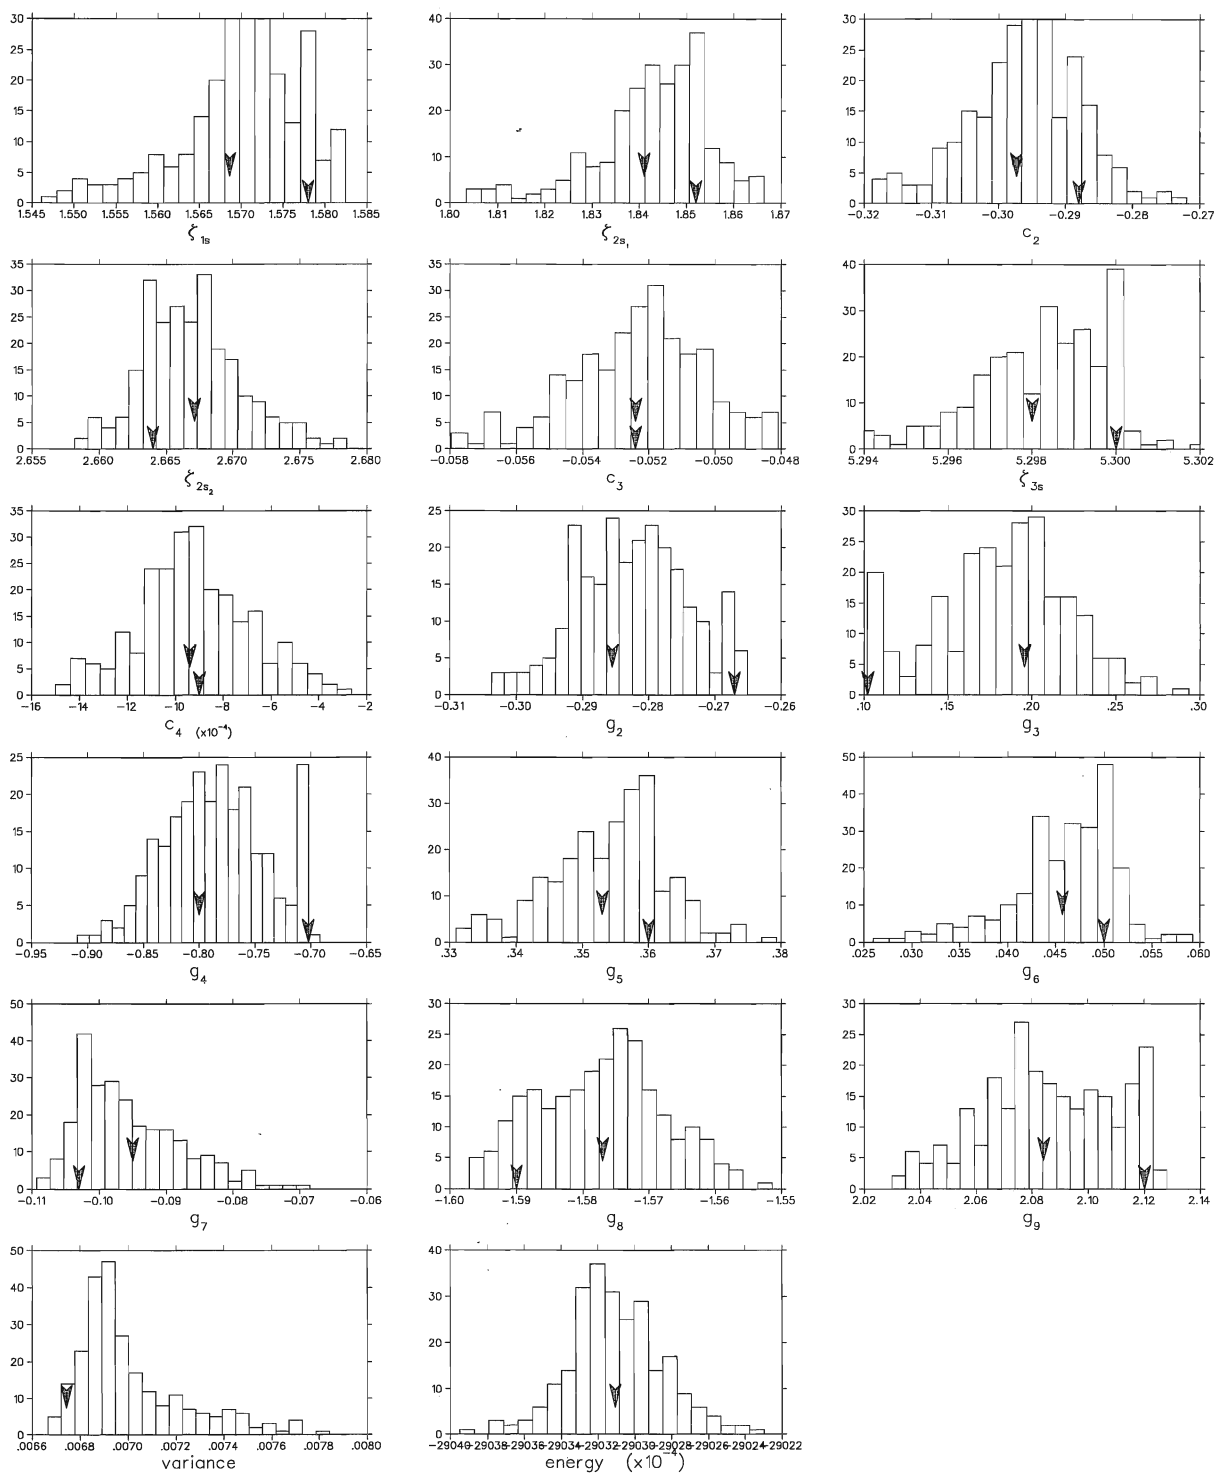 30 25 20 15 10 5 0
1.545 1.550 1.555 1.560 1.565 1.570 1.575 1.580 1.585
ζ1s
40 30 20 10 0
1.80 1.81 1.82 1.83 1.84 1.85 1.86 1.87
ζ2s1
30 25 20 15 10 5 0
−0.32 −0.31 −0.30 −0.29 −0.28 −0.27
c2
35 30 25 20 15 10 5 0
2.655 2.660 2.665 2.670 2.675 2.680
ζ2s2
35 30 25 20 15 10 5 0
−0.058 −0.056 −0.054 −0.052 −0.050 −0.048
c3
40 30 20 10 0
5.294 5.296 5.298 5.300 5.302
ζ3s
35 30 25 20 15 10 5 0
−16 −14 −12 −10 −8 −6 −4 −2
c4 (x10−4)
25 20 15 10 5 0
−0.31 −0.30 −0.29 −0.28 −0.27 −0.26
g2
30 25 20 15 10 5 0
.10 .15 .20 .25 .30
g3
25 20 15 10 5 0
−0.95 −0.90 −0.85 −0.80 −0.75 −0.70 −0.65
g4
40 30 20 10 0
.33 .34 .35 .36 .37 .38
g5
50 40 30 20 10 0
.025 .030 .035 .040 .045 .050 .055 .060
g6
50 40 30 20 10 0
−0.11 −0.10 −0.09 −0.08 −0.07 −0.06
g7
30 25 20 15 10 5 0
−1.60 −1.59 −1.58 −1.57 −1.56 −1.55
g8
30 25 20 15 10 5 0
2.02 2.04 2.06 2.08 2.10 2.12 2.14
g9
50 40 30 20 10 0
.0066 .0068 .0070 .0072 .0074 .0076 .0078 .0080
variance
40 30 20 10 0
−29040 −29038 −29036 −29034 −29032 −29030 −29028 −29026 −29024 −29022
energy (x10−4)